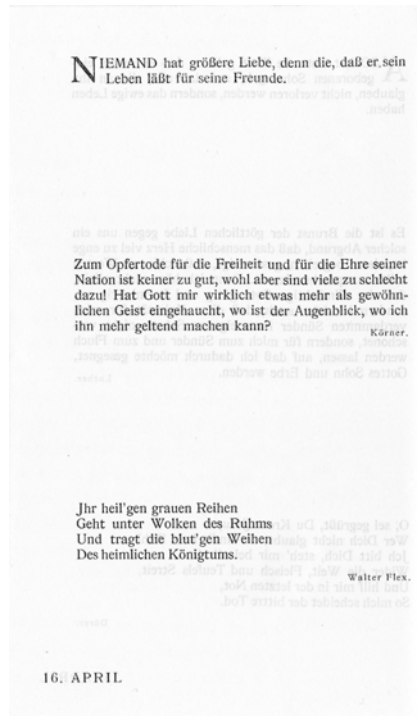 NIEMAND hat größere Liebe, denn die, daß er sein
Leben läßt für seine Freunde.
Zum Opfertode für die Freiheit und für die Ehre seiner
Nation ist keiner zu gut, wohl aber sind viele zu schlecht
dazu! Hat Gott mir wirklich etwas mehr als gewöhn-
lichen Geist eingehaucht, wo ist der Augenblick, wo ich
ihn mehr geltend machen kann?
Körner.
Jhr heil'gen grauen Reihen
Geht unter Wolken des Ruhms
Und tragt die blut'gen Weihen
Des heimlichen Königtums.
Walter Flex.
16. APRIL